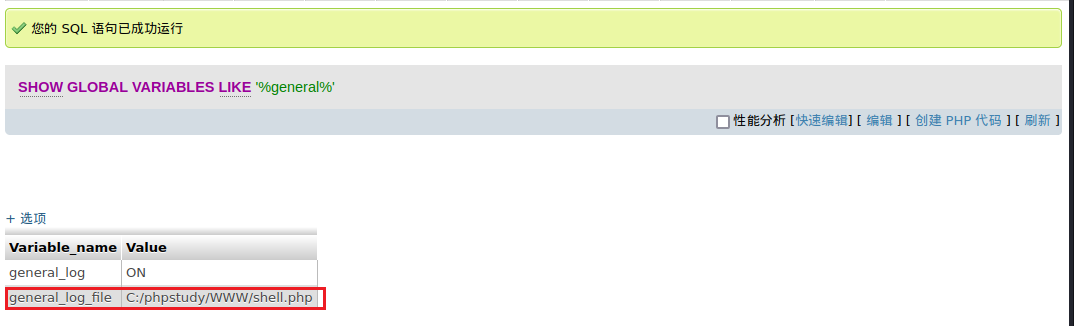 您的 SQL 语句已成功运行
SHOW GLOBAL VARIABLES LIKE '%general%'
性能分析 [快速编辑] [ 编辑 ] [ 创建 PHP 代码 ] [ 刷新 ]
+ 选项
Variable_name Value
general_log ON
general_log_file C:/phpstudy/WWW/shell.php